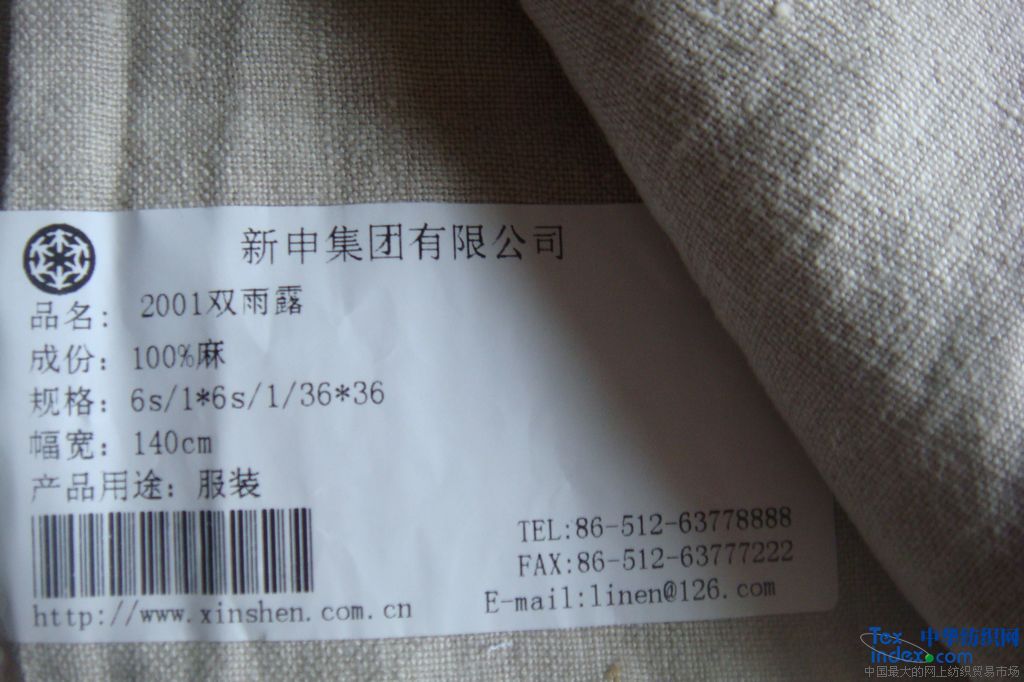 新申集团有限公司
品名: 2001双雨露
成份: 100%麻
规格: 6s/1*6s/1/36*36
幅宽: 140cm
产品用途: 服装
TEL:86-512-63778888
FAX:86-512-63777222
E-mail:linen@126.com
http://www.xinshen.com.cn
Tex 中华纺织网
index.com
中国最大的网上纺织贸易市场